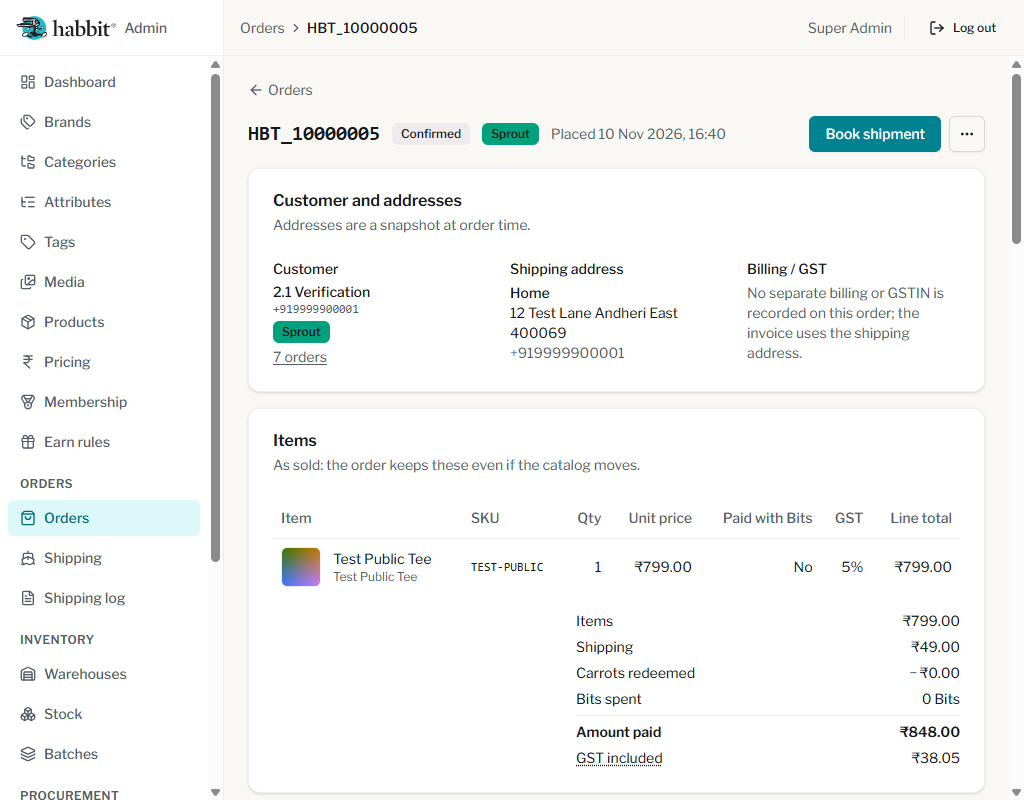 habbit® Admin
Orders > HBT_10000005
Super Admin
Log out
Dashboard
Brands
Categories
Attributes
Tags
Media
Products
Pricing
Membership
Earn rules
ORDERS
Orders
Shipping
Shipping log
INVENTORY
Warehouses
Stock
Batches
PROCUREMENT
← Orders
HBT_10000005 Confirmed Sprout Placed 10 Nov 2026, 16:40
Book shipment
···
Customer and addresses
Addresses are a snapshot at order time.
Customer
2.1 Verification
+919999900001
Sprout
7 orders
Shipping address
Home
12 Test Lane Andheri East
400069
+919999900001
Billing / GST
No separate billing or GSTIN is
recorded on this order; the
invoice uses the shipping
address.
Items
As sold: the order keeps these even if the catalog moves.
Item SKU Qty Unit price Paid with Bits GST Line total
Test Public Tee
Test Public Tee
TEST-PUBLIC 1 ₹799.00 No 5% ₹799.00
Items ₹799.00
Shipping ₹49.00
Carrots redeemed −₹0.00
Bits spent 0 Bits
Amount paid ₹848.00
GST included ₹38.05